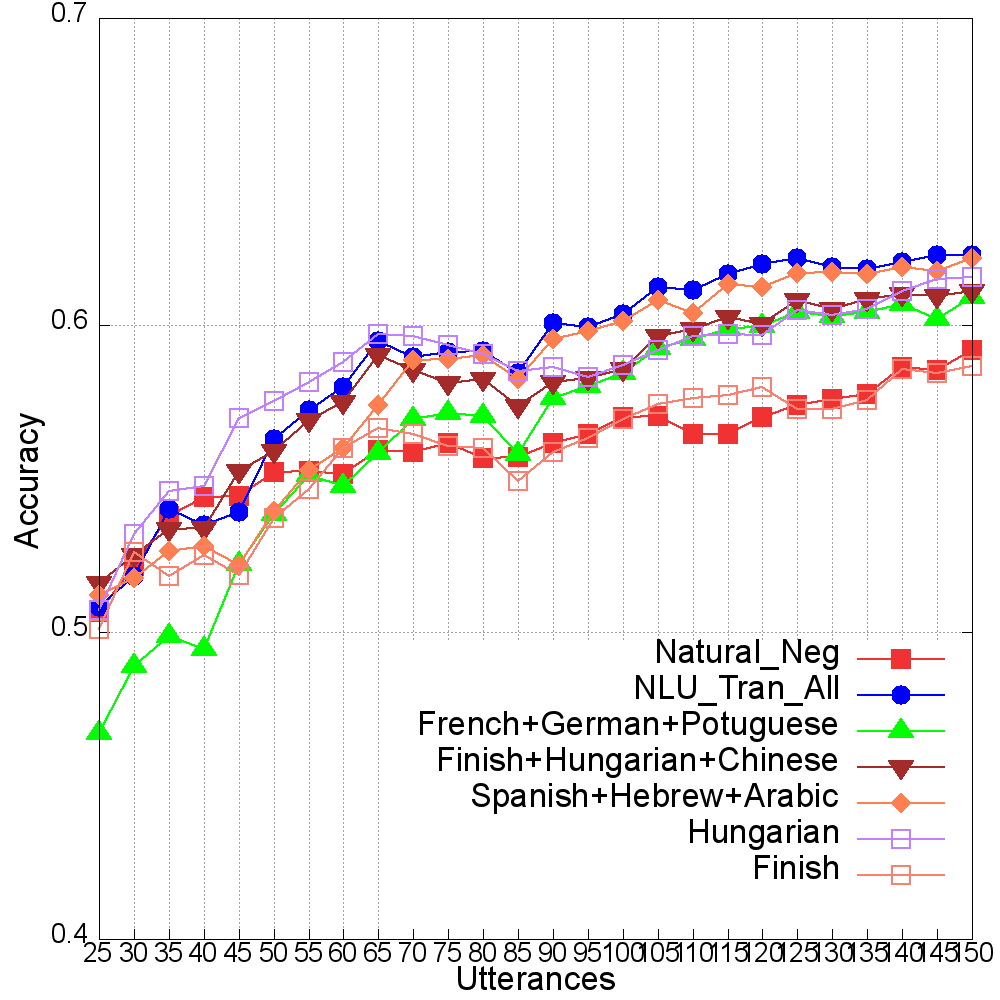 0.7
0.6
0.5
0.4
Accuracy
Natural_Neg
NLU_Tran_All
French+German+Potuguese
Finish+Hungarian+Chinese
Spanish+Hebrew+Arabic
Hungarian
Finish
25 30 35 40 45 50 55 60 65 70 75 80 85 90 95 100 105 110 115 120 125 130 135 140 145 150
Utterances